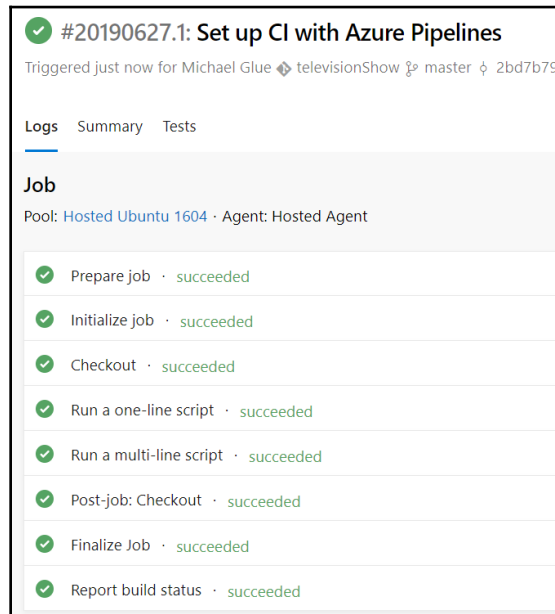 #20190627.1: Set up CI with Azure Pipelines
Triggered just now for Michael Glue televisionShow master 2bd7b79
Logs Summary Tests
Job
Pool: Hosted Ubuntu 1604 · Agent: Hosted Agent
Prepare job · succeeded
Initialize job · succeeded
Checkout · succeeded
Run a one-line script · succeeded
Run a multi-line script · succeeded
Post-job: Checkout · succeeded
Finalize Job · succeeded
Report build status · succeeded